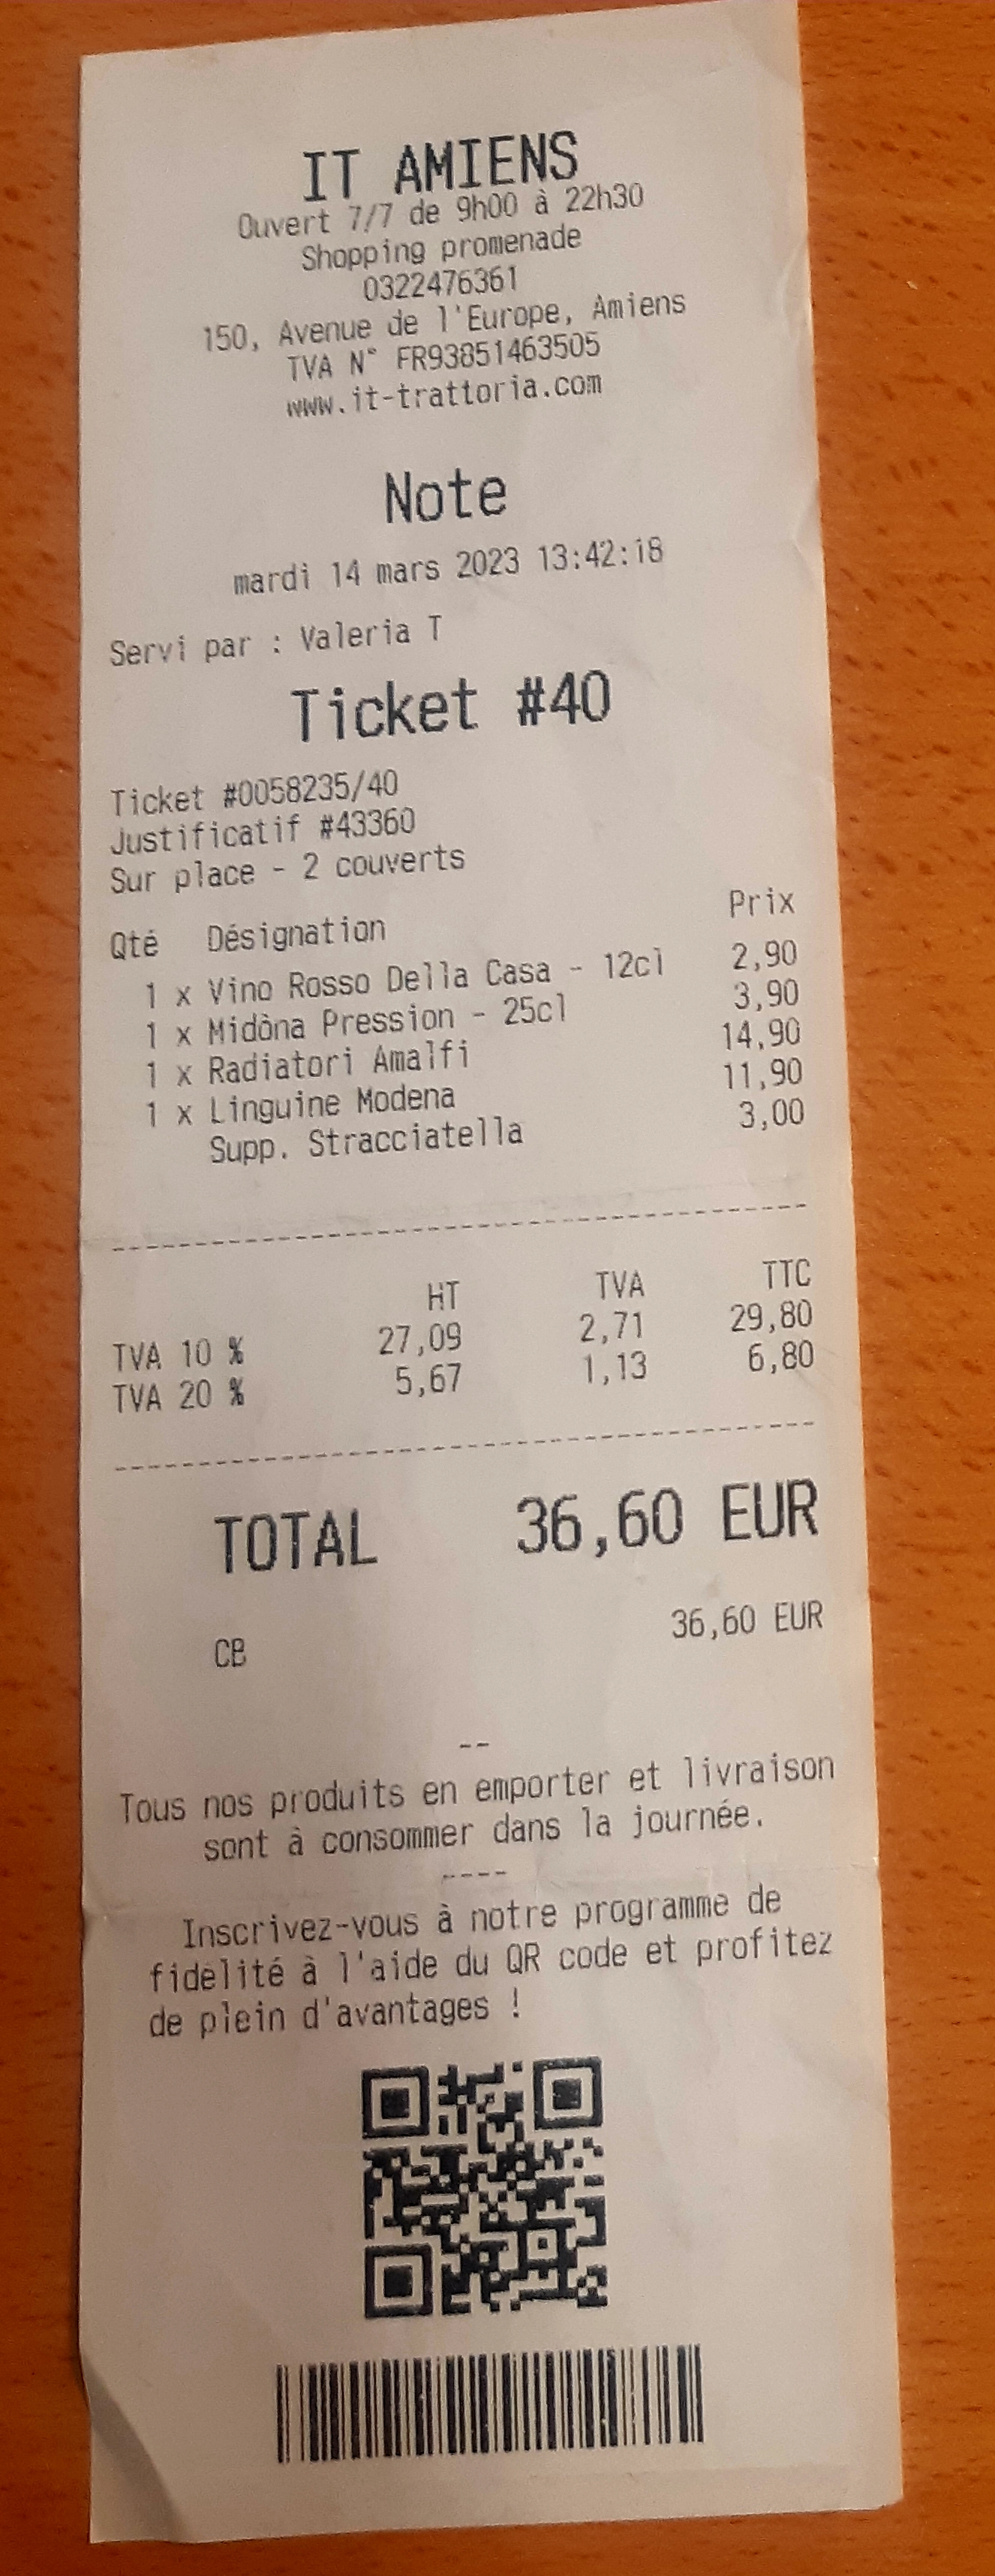 IT AMIENS
Ouvert 7/7 de 9h00 à 22h30
Shopping promenade
0322476361
150, Avenue de l'Europe, Amiens
TVA N° FR93851463505
www.it-trattoria.com
Note
mardi 14 mars 2023 13:42:18
Servi par : Valeria T
Ticket #40
Ticket #0058235/40
Justificatif #43360
Sur place - 2 couverts
Qté Désignation Prix
1 x Vino Rosso Della Casa - 12cl 2,90
1 x Midòna Pression - 25cl 3,90
1 x Radiatori Amalfi 14,90
1 x Linguine Modena 11,90
Supp. Stracciatella 3,00
HT TVA TTC
TVA 10 % 27,09 2,71 29,80
TVA 20 % 5,67 1,13 6,80
TOTAL 36,60 EUR
CB 36,60 EUR
--
Tous nos produits en emporter et livraison
sont à consommer dans la journée.
----
Inscrivez-vous à notre programme de
fidélité à l'aide du QR code et profitez
de plein d'avantages !